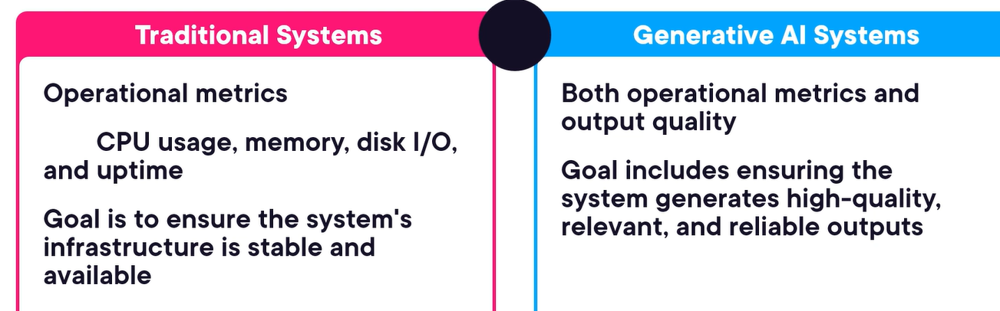 Traditional Systems
Operational metrics
CPU usage, memory, disk I/O,
and uptime
Goal is to ensure the system's
infrastructure is stable and
available
Generative AI Systems
Both operational metrics and
output quality
Goal includes ensuring the
system generates high-quality,
relevant, and reliable outputs